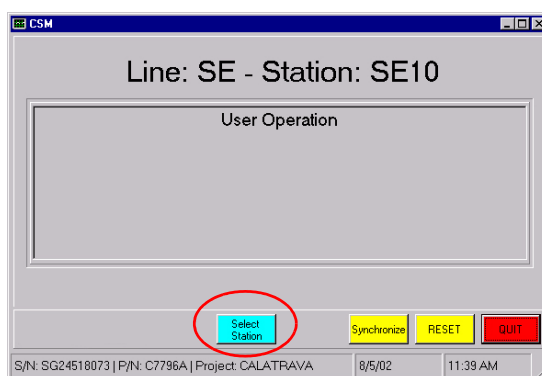 CSM
Line: SE - Station: SE10
User Operation
Select
Station
Synchronize
RESET
QUIT
S/N: SG24518073 | P/N: C7796A | Project: CALATRAVA
8/5/02
11:39 AM